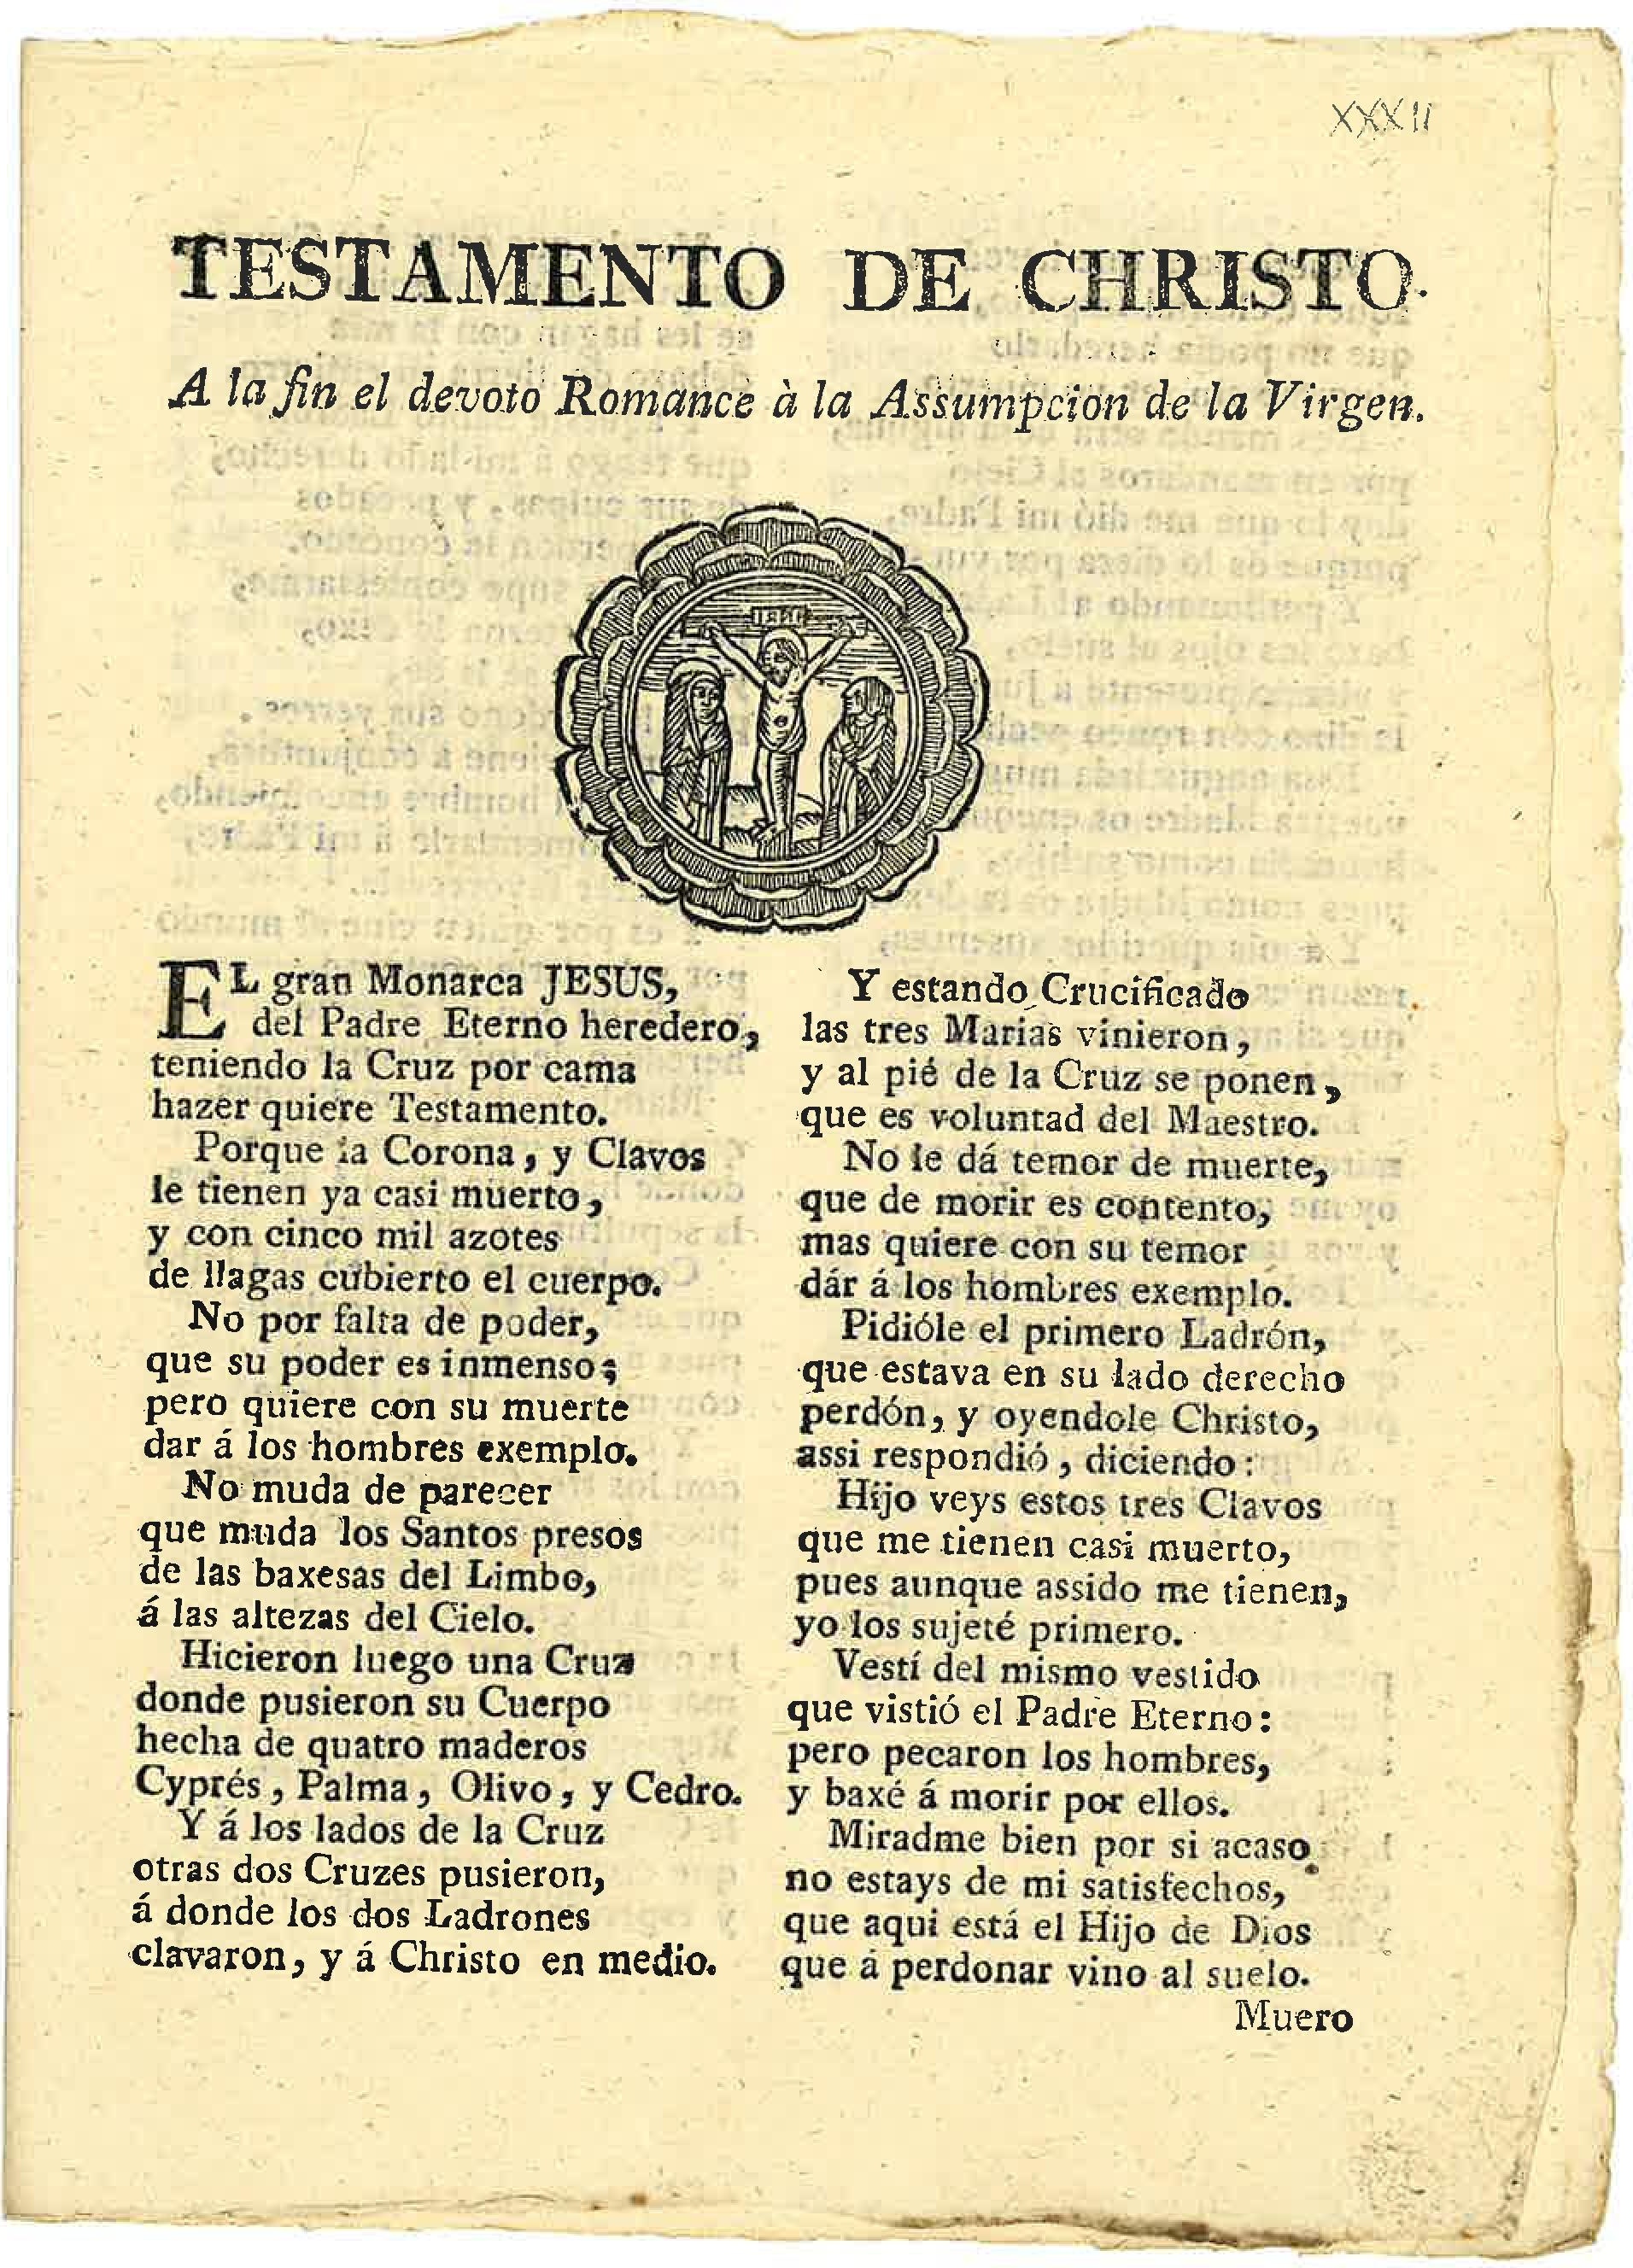 XXXII
TESTAMENTO DE CHRISTO.
A la fin el devoto Romance à la Assumpcion de la Virgen.
INRI
EL gran Monarca JESUS,
del Padre Eterno heredero,
teniendo la Cruz por cama
hazer quiere Testamento.
Porque la Corona, y Clavos
le tienen ya casi muerto,
y con cinco mil azotes
de llagas cubierto el cuerpo.
No por falta de poder,
que su poder es inmenso;
pero quiere con su muerte
dar á los hombres exemplo.
No muda de parecer
que muda los Santos presos
de las baxesas del Limbo,
á las altezas del Cielo.
Hicieron luego una Cruz
donde pusieron su Cuerpo
hecha de quatro maderos
Cyprés, Palma, Olivo, y Cedro.
Y á los lados de la Cruz
otras dos Cruzes pusieron,
á donde los dos Ladrones
clavaron, y á Christo en medio.
Y estando Crucificado
las tres Marias vinieron,
y al pié de la Cruz se ponen,
que es voluntad del Maestro.
No le dá temor de muerte,
que de morir es contento,
mas quiere con su temor
dár á los hombres exemplo.
Pidióle el primero Ladrón,
que estava en su lado derecho
perdón, y oyendole Christo,
assi respondió, diciendo:
Hijo veys estos tres Clavos
que me tienen casi muerto,
pues aunque assido me tienen,
yo los sujeté primero.
Vestí del mismo vestido
que vistió el Padre Eterno:
pero pecaron los hombres,
y baxé á morir por ellos.
Miradme bien por si acaso
no estays de mi satisfechos,
que aqui está el Hijo de Dios
que á perdonar vino al suelo.
Muero